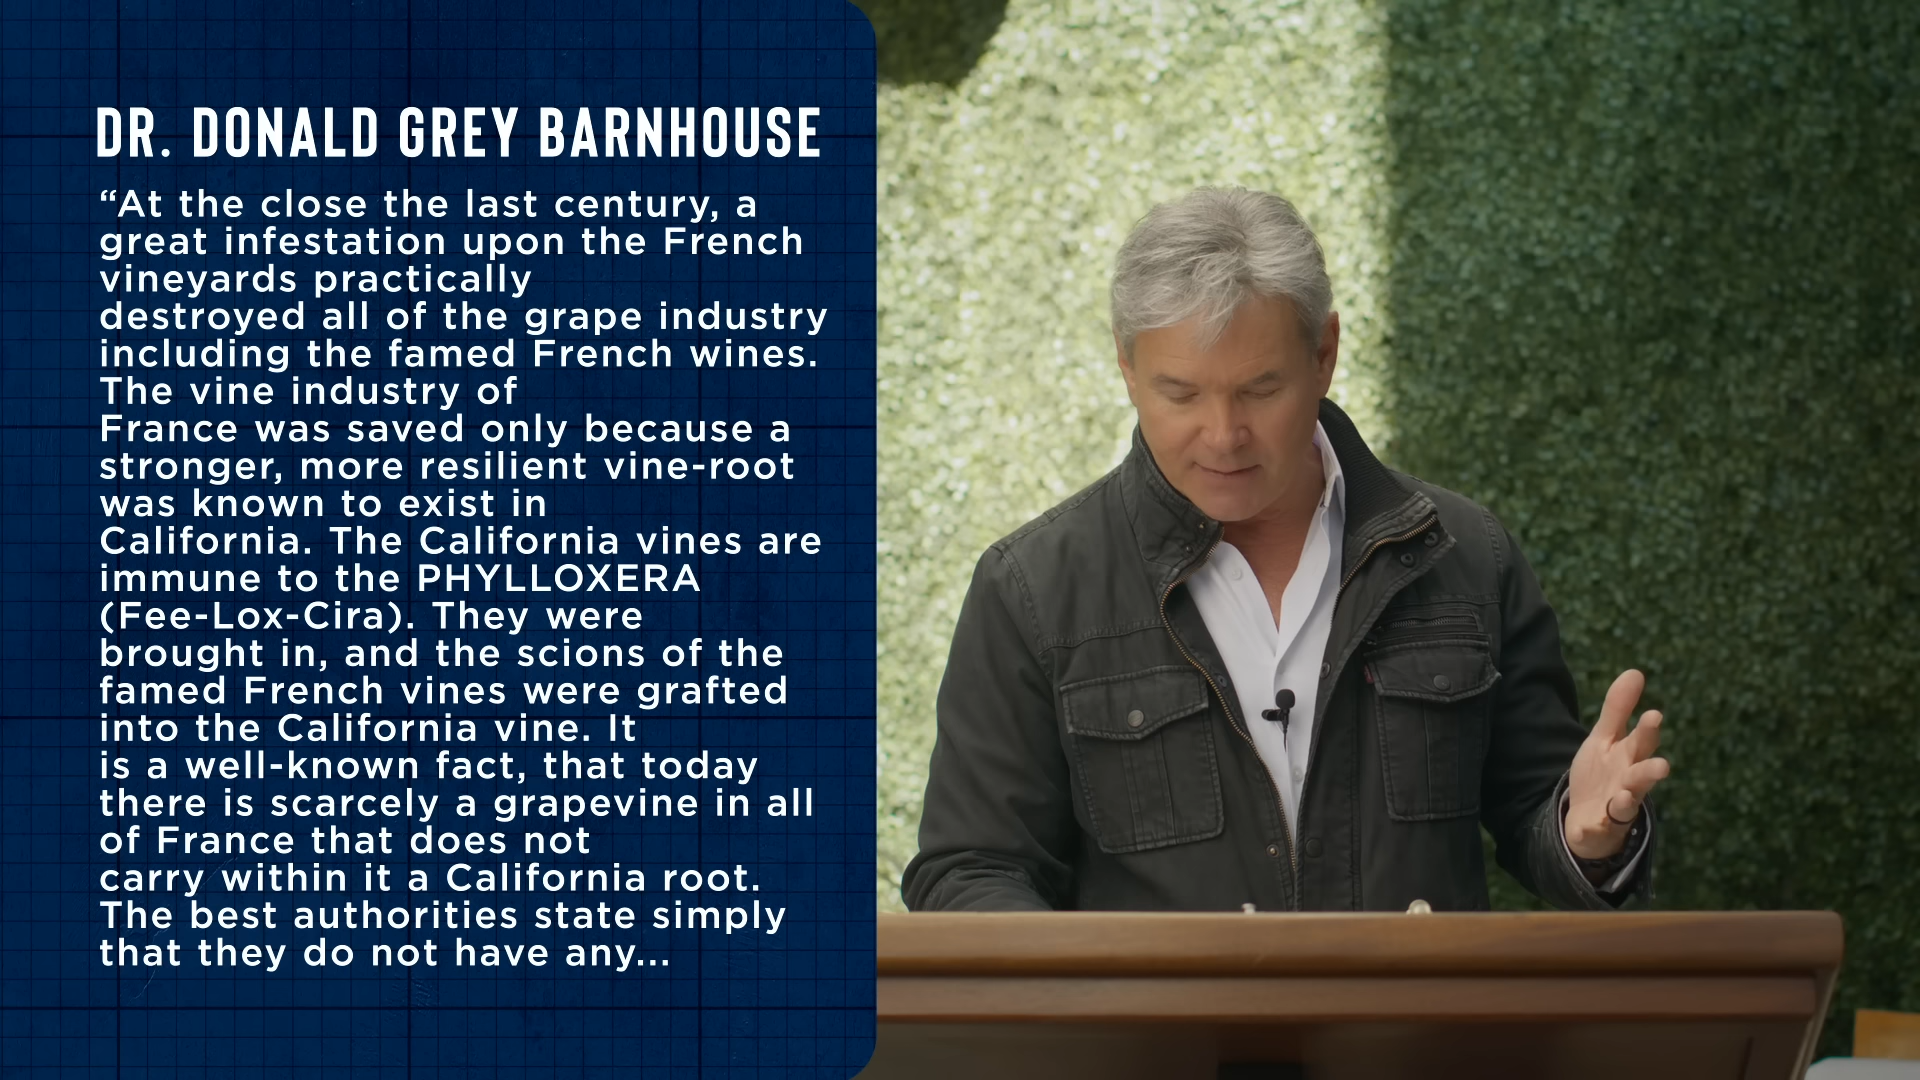 DR. DONALD GREY BARNHOUSE
“At the close the last century, a
great infestation upon the French
vineyards practically
destroyed all of the grape industry
including the famed French wines.
The vine industry of
France was saved only because a
stronger, more resilient vine-root
was known to exist in
California. The California vines are
immune to the PHYLLOXERA
(Fee-Lox-Cira). They were
brought in, and the scions of the
famed French vines were grafted
into the California vine. It
is a well-known fact, that today
there is scarcely a grapevine in all
of France that does not
carry within it a California root.
The best authorities state simply
that they do not have any...